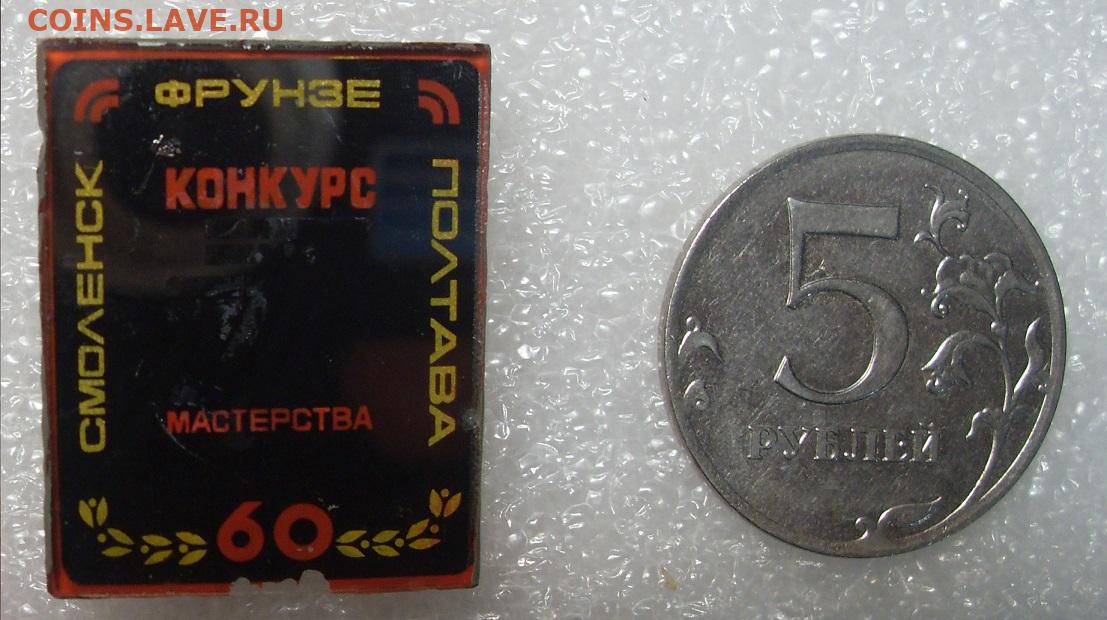 COINS.LAVE.RU
ФРУНЗЕ
СМОЛЕНСК
ПОЛТАВА
КОНКУРС
МАСТЕРСТВА
60
5
РУБЛЕЙ